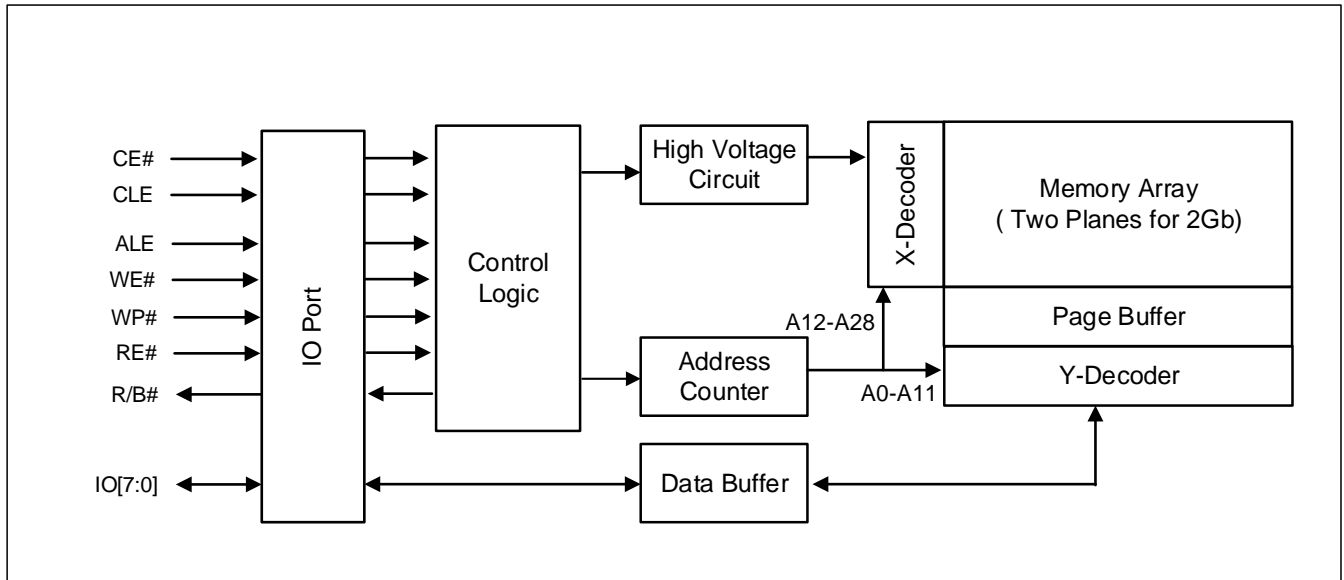 CE#
CLE
ALE
WE#
WP#
RE#
R/B#
IO[7:0]
IO Port
Control
Logic
High Voltage
Circuit
Address
Counter
Data Buffer
X-Decoder
Memory Array
( Two Planes for 2Gb)
Page Buffer
Y-Decoder
A12-A28
A0-A11